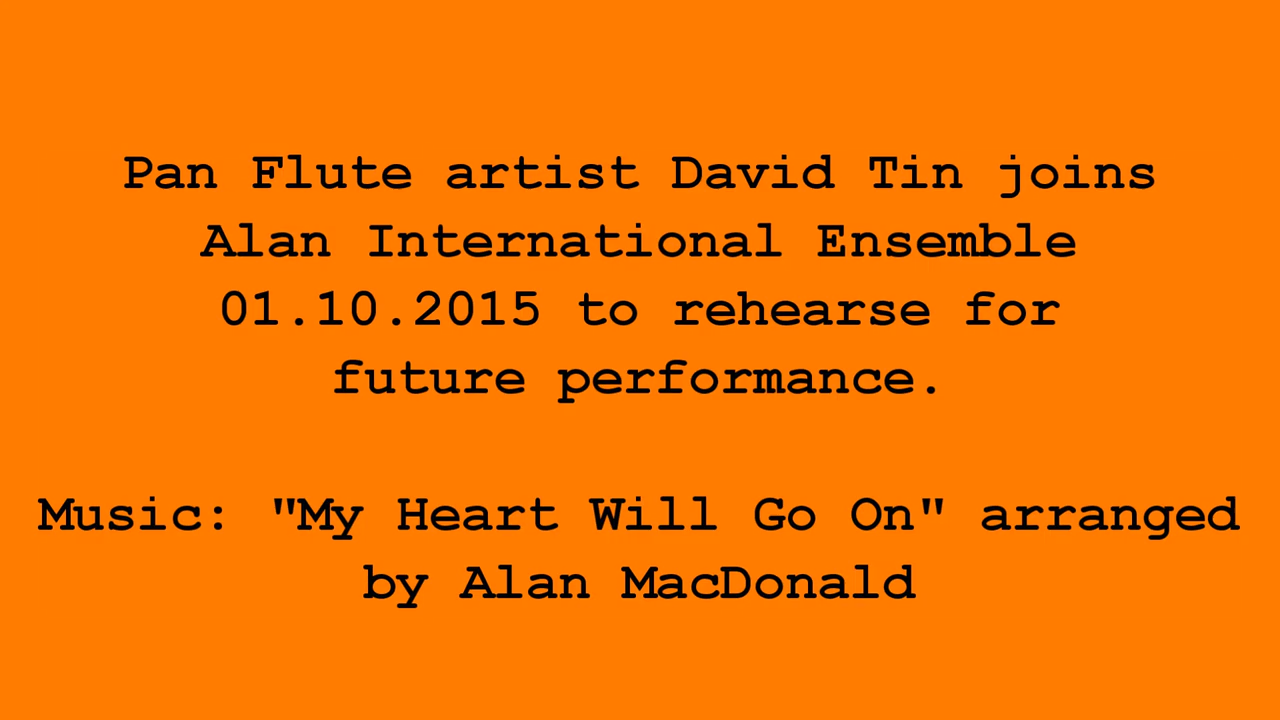 Pan Flute artist David Tin joins
Alan International Ensemble
01.10.2015 to rehearse for
future performance.
Music: "My Heart Will Go On" arranged
by Alan MacDonald